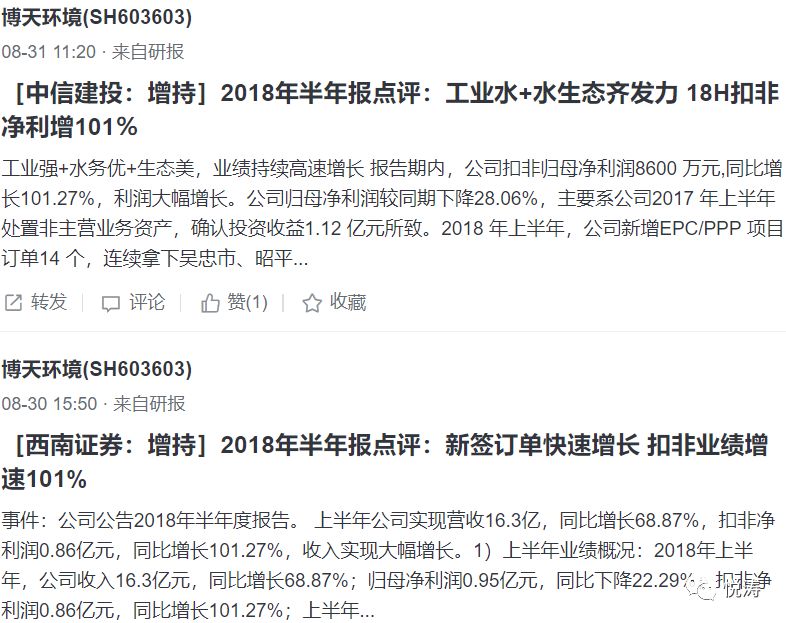 博天环境(SH603603)
08-31 11:20 · 来自研报
［中信建投：增持］2018年半年报点评：工业水+水生态齐发力 18H扣非
净利增101%
工业强+水务优+生态美，业绩持续高速增长 报告期内，公司扣非归母净利润8600 万元,同比增
长101.27%，利润大幅增长。公司归母净利润较同期下降28.06%，主要系公司2017 年上半年
处置非主营业务资产，确认投资收益1.12 亿元所致。2018 年上半年，公司新增EPC/PPP 项目
订单14 个，连续拿下吴忠市、昭平...
转发 评论 赞(1) 收藏
博天环境(SH603603)
08-30 15:50 · 来自研报
［西南证券：增持］2018年半年报点评：新签订单快速增长 扣非业绩增
速101%
事件：公司公告2018年半年度报告。 上半年公司实现营收16.3亿，同比增长68.87%，扣非净
利润0.86亿元，同比增长101.27%，收入实现大幅增长。1）上半年业绩概况：2018年上半
年，公司收入16.3亿元，同比增长68.87%；归母净利润0.95亿元，同比下降22.29%，扣非净
利润0.86亿元，同比增长101.27%；上半年...
悦涛